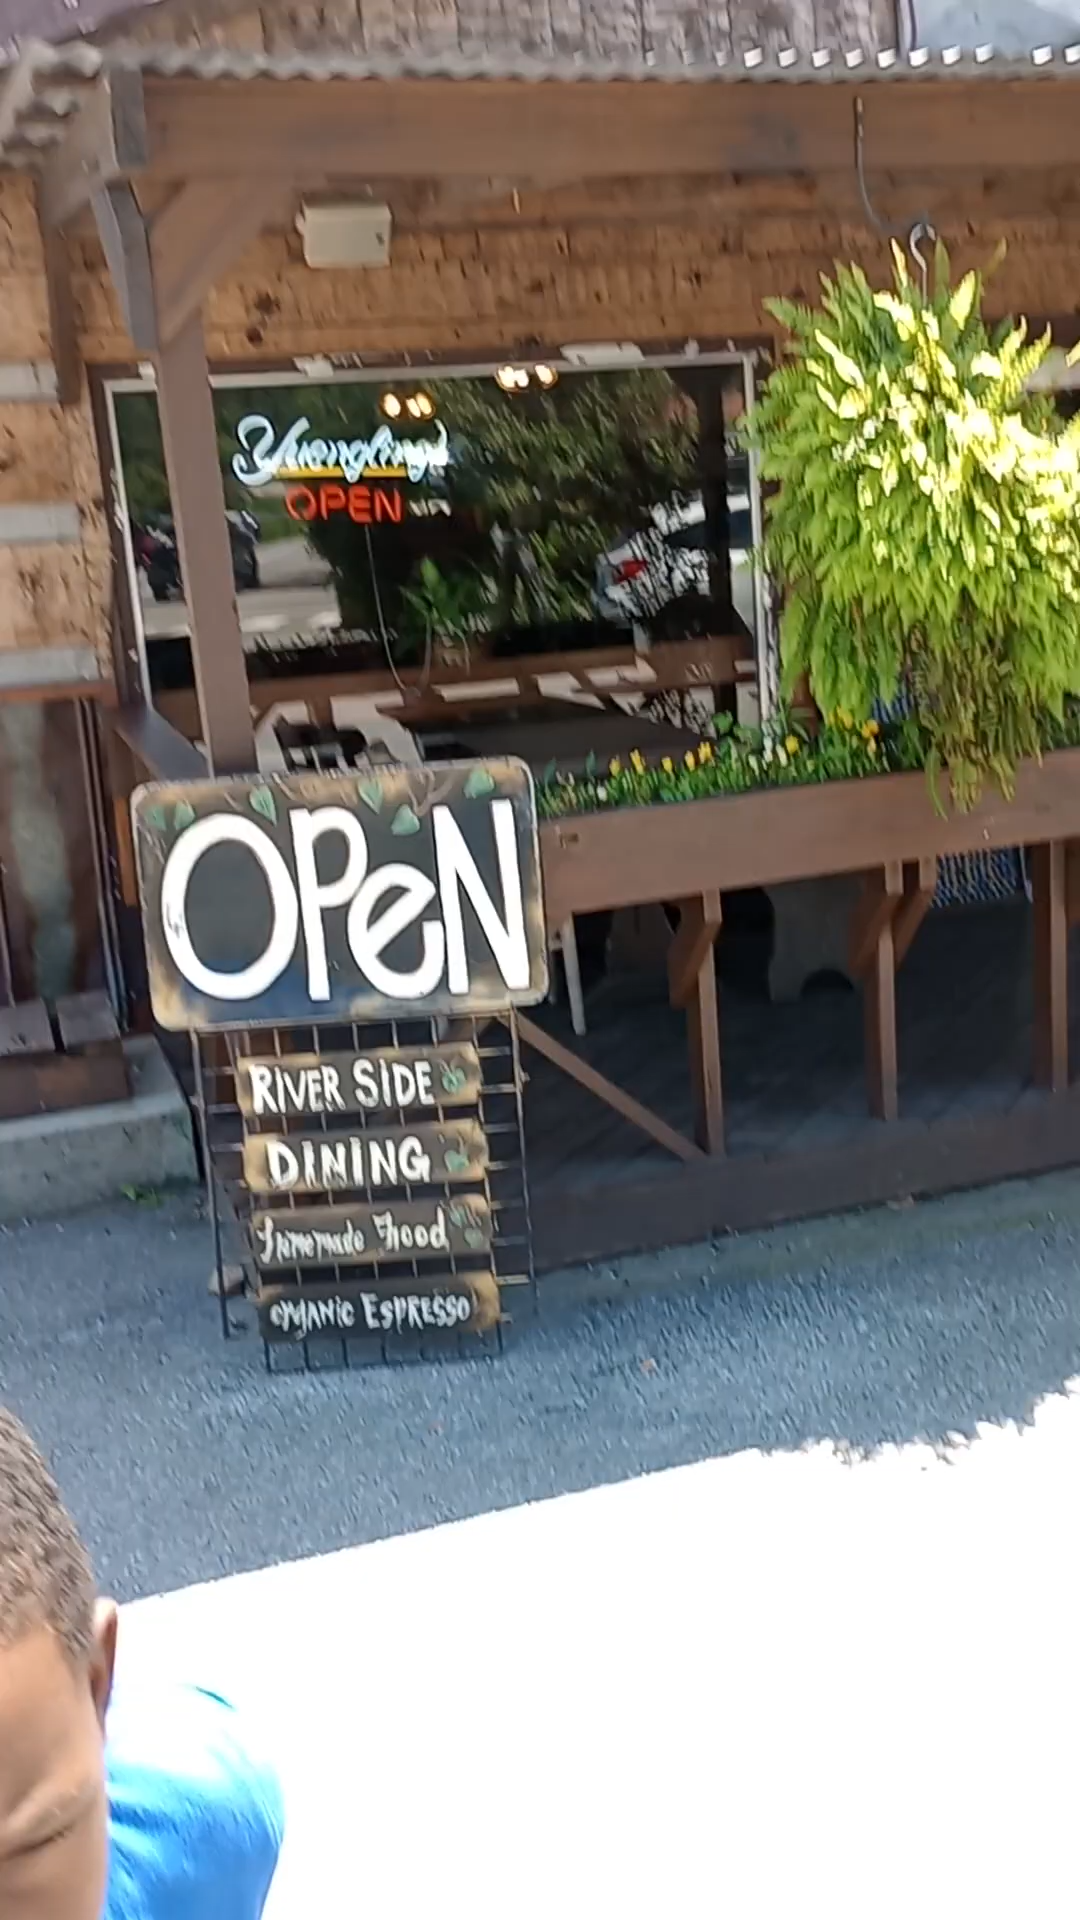 Yuengling
OPEN
OPeN
RiVER SiDE
DiNiNG
Homemade Food
ORGANiC ESPRESSO